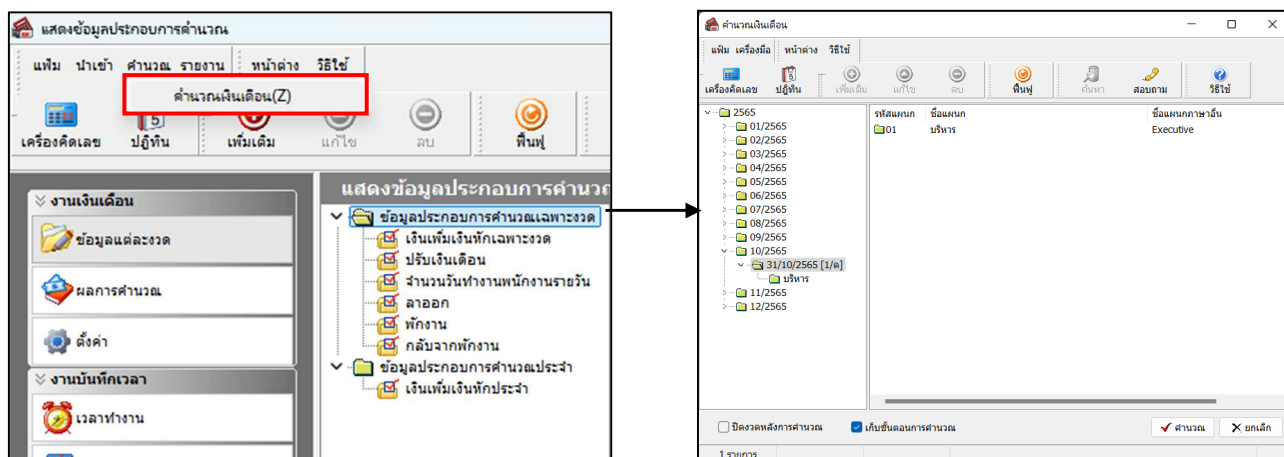 แสดงข้อมูลประกอบการคำนวณ
แฟ้ม นำเข้า คำนวณ รายงาน หน้าต่าง วิธีใช้
คำนวณเงินเดือน(Z)
5
เครื่องคิดเลข ปฏิทิน เพิ่มเติม แก้ไข ลบ ฟื้นฟู
งานเงินเดือน
ข้อมูลแต่ละงวด
ผลการคำนวณ
ตั้งค่า
งานบันทึกเวลา
เวลาทำงาน
แสดงข้อมูลประกอบการคำนวณ
ข้อมูลประกอบการคำนวณเฉพาะงวด
เงินเพิ่มเงินหักเฉพาะงวด
ปรับเงินเดือน
จำนวนวันทำงานพนักงานรายวัน
ลาออก
พักงาน
กลับจากพักงาน
ข้อมูลประกอบการคำนวณประจำ
เงินเพิ่มเงินหักประจำ
คำนวณเงินเดือน
แฟ้ม เครื่องมือ หน้าต่าง วิธีใช้
5
เครื่องคิดเลข ปฏิทิน เพิ่มเติม แก้ไข ลบ ฟื้นฟู ค้นหา สอบถาม วิธีใช้
2565
01/2565
02/2565
03/2565
04/2565
05/2565
06/2565
07/2565
08/2565
09/2565
10/2565
31/10/2565 [1/ด]
บริหาร
11/2565
12/2565
รหัสแผนก ชื่อแผนก ชื่อแผนกภาษาอื่น
01 บริหาร Executive
ปิดงวดหลังการคำนวณ เก็บขั้นตอนการคำนวณ คำนวณ ยกเลิก
1 รายการ